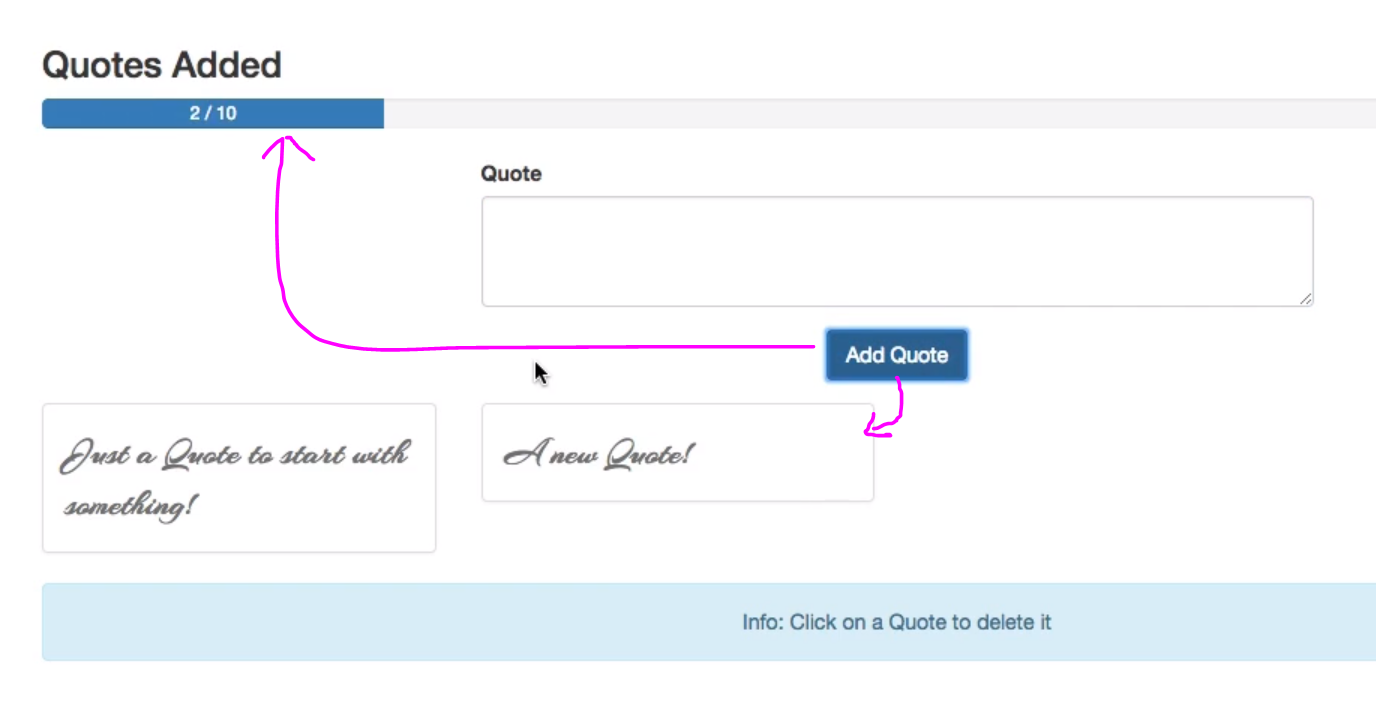 Quotes Added
2 / 10
Quote
Add Quote
Just a Quote to start with
something!
A new Quote!
Info: Click on a Quote to delete it